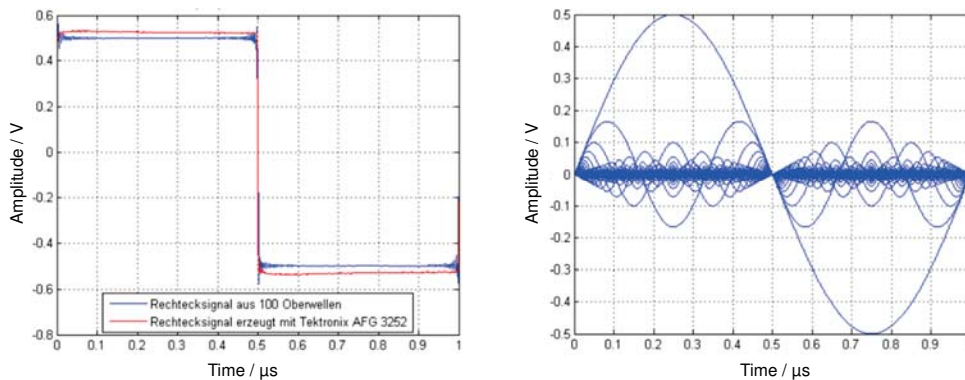 0.6
0.4
0.2
0
-0.2
-0.4
-0.6
-0.8
Amplitude / V
Rechtecksignal aus 100 Oberwellen
Rechtecksignal erzeugt mit Tektronix AFG 3252
0 0.1 0.2 0.3 0.4 0.5 0.6 0.7 0.8 0.9 1
Time / µs
0.5
0.4
0.3
0.2
0.1
0
-0.1
-0.2
-0.3
-0.4
-0.5
Amplitude / V
0 0.1 0.2 0.3 0.4 0.5 0.6 0.7 0.8 0.9 1
Time / µs